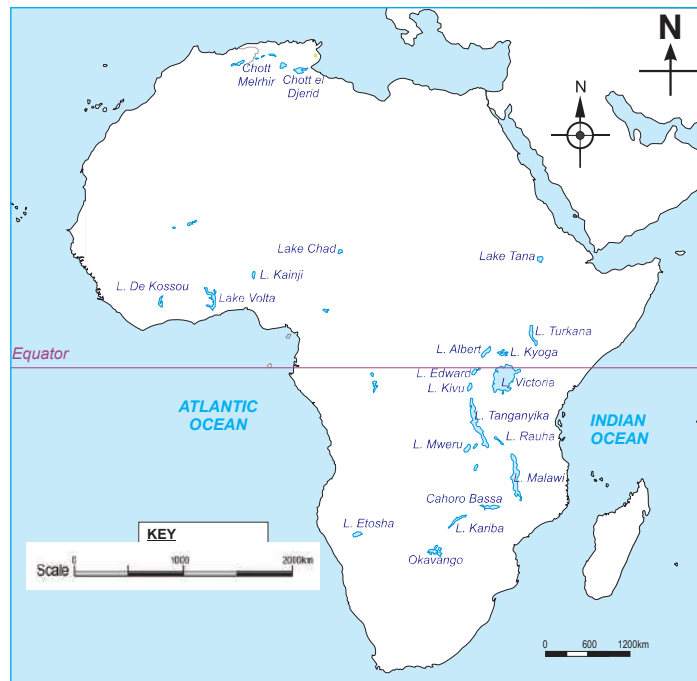 N
N
Chott
Melrhir
Chott el
Djerid
Lake Chad
Lake Tana
L. Kainji
L. De Kossou
Lake Volta
L. Turkana
L. Albert
L. Kyoga
Equator
L. Edward
L. Victoria
L. Kivu
ATLANTIC
OCEAN
L. Tanganyika
INDIAN
OCEAN
L. Rauha
L. Mweru
L. Malawi
Cahoro Bassa
L. Etosha
L. Kariba
KEY
Okavango
0 1000 2000km
Scale
0 600 1200km